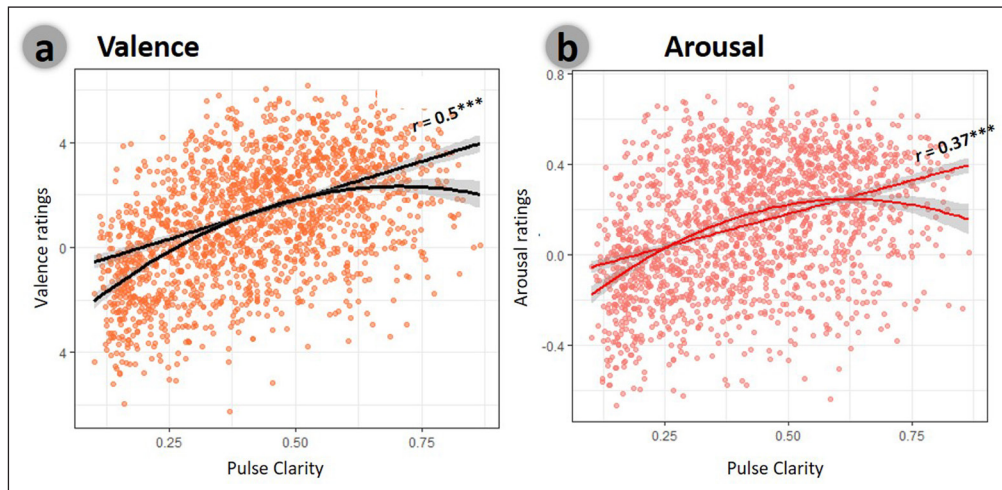 a Valence
b Arousal
r = 0.5***
4
0
4
Valence ratings
0.25 0.50 0.75
Pulse Clarity
r = 0.37***
0.8
0.4
0.0
-0.4
Arousal ratings
0.25 0.50 0.75
Pulse Clarity